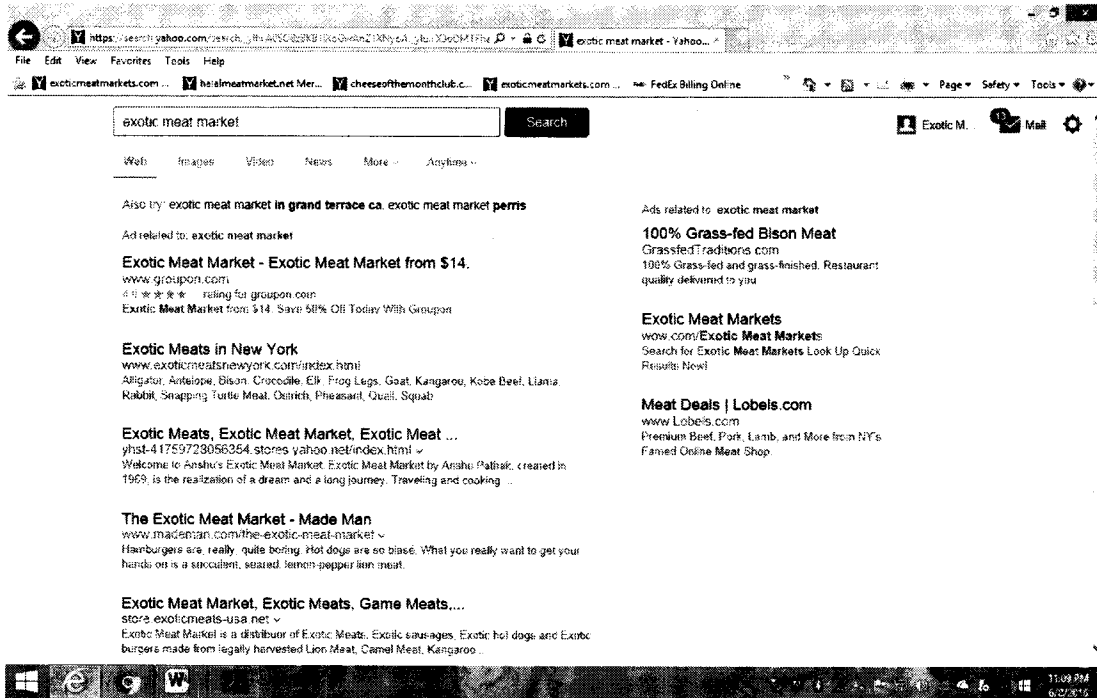 exotic meat market - Yahoo...
File Edit View Favorites Tools Help
exoticmeatmarkets.com ... halalmeatmarket.net Mer... cheeseofthemonthclub.c... exoticmeatmarkets.com ... FedEx Billing Online Page Safety Tools
exotic meat market Search Exotic M. 13 Mail
Web Images Video News More Anytime
Also try: exotic meat market in grand terrace ca, exotic meat market perris
Ad related to: exotic meat market
Exotic Meat Market - Exotic Meat Market from $14.
www.groupon.com
rating for groupon.com
Exotic Meat Market from $14. Save 50% Off Today With Groupon
Exotic Meats in New York
www.exoticmeatsnewyork.com/index.html
Alligator, Antelope, Bison, Crocodile, Elk, Frog Legs, Goat, Kangarou, Kobe Beef, Llama,
Rabbit, Snapping Turtle Meat, Ostrich, Pheasant, Quail, Squab
Exotic Meats, Exotic Meat Market, Exotic Meat ...
yhst-41759723056354.stores.yahoo.net/index.html
Welcome to Anshu's Exotic Meat Market. Exotic Meat Market by Anshu Pathak, created in
1969, is the realization of a dream and a long journey. Traveling and cooking ...
The Exotic Meat Market - Made Man
www.mademan.com/the-exotic-meat-market
Hamburgers are, really, quite boring. Hot dogs are so blasé. What you really want to get your
hands on is a succulent, seared, lemon-pepper lion meat.
Exotic Meat Market, Exotic Meats, Game Meats,...
store.exoticmeats-usa.net
Exotic Meat Market is a distributor of Exotic Meats, Exotic sausages, Exotic hot dogs and Exotic
burgers made from legally harvested Lion Meat, Camel Meat, Kangaroo ...
Ads related to: exotic meat market
100% Grass-fed Bison Meat
GrassfedTraditions.com
100% Grass-fed and grass-finished. Restaurant
quality delivered to you
Exotic Meat Markets
wow.com/Exotic Meat Markets
Search for Exotic Meat Markets Look Up Quick
Results Now!
Meat Deals | Lobels.com
www.Lobels.com
Premium Beef, Pork, Lamb, and More from NY's
Famed Online Meat Shop.
11:09 PM